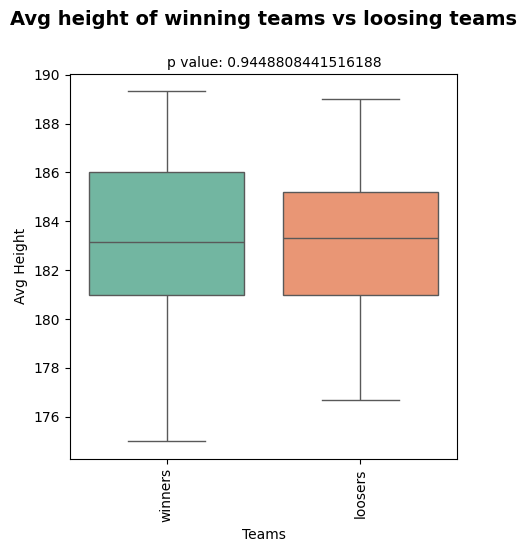 Avg height of winning teams vs loosing teams
p value: 0.9448808441516188
190
188
186
184
182
180
178
176
Avg Height
winners
loosers
Teams